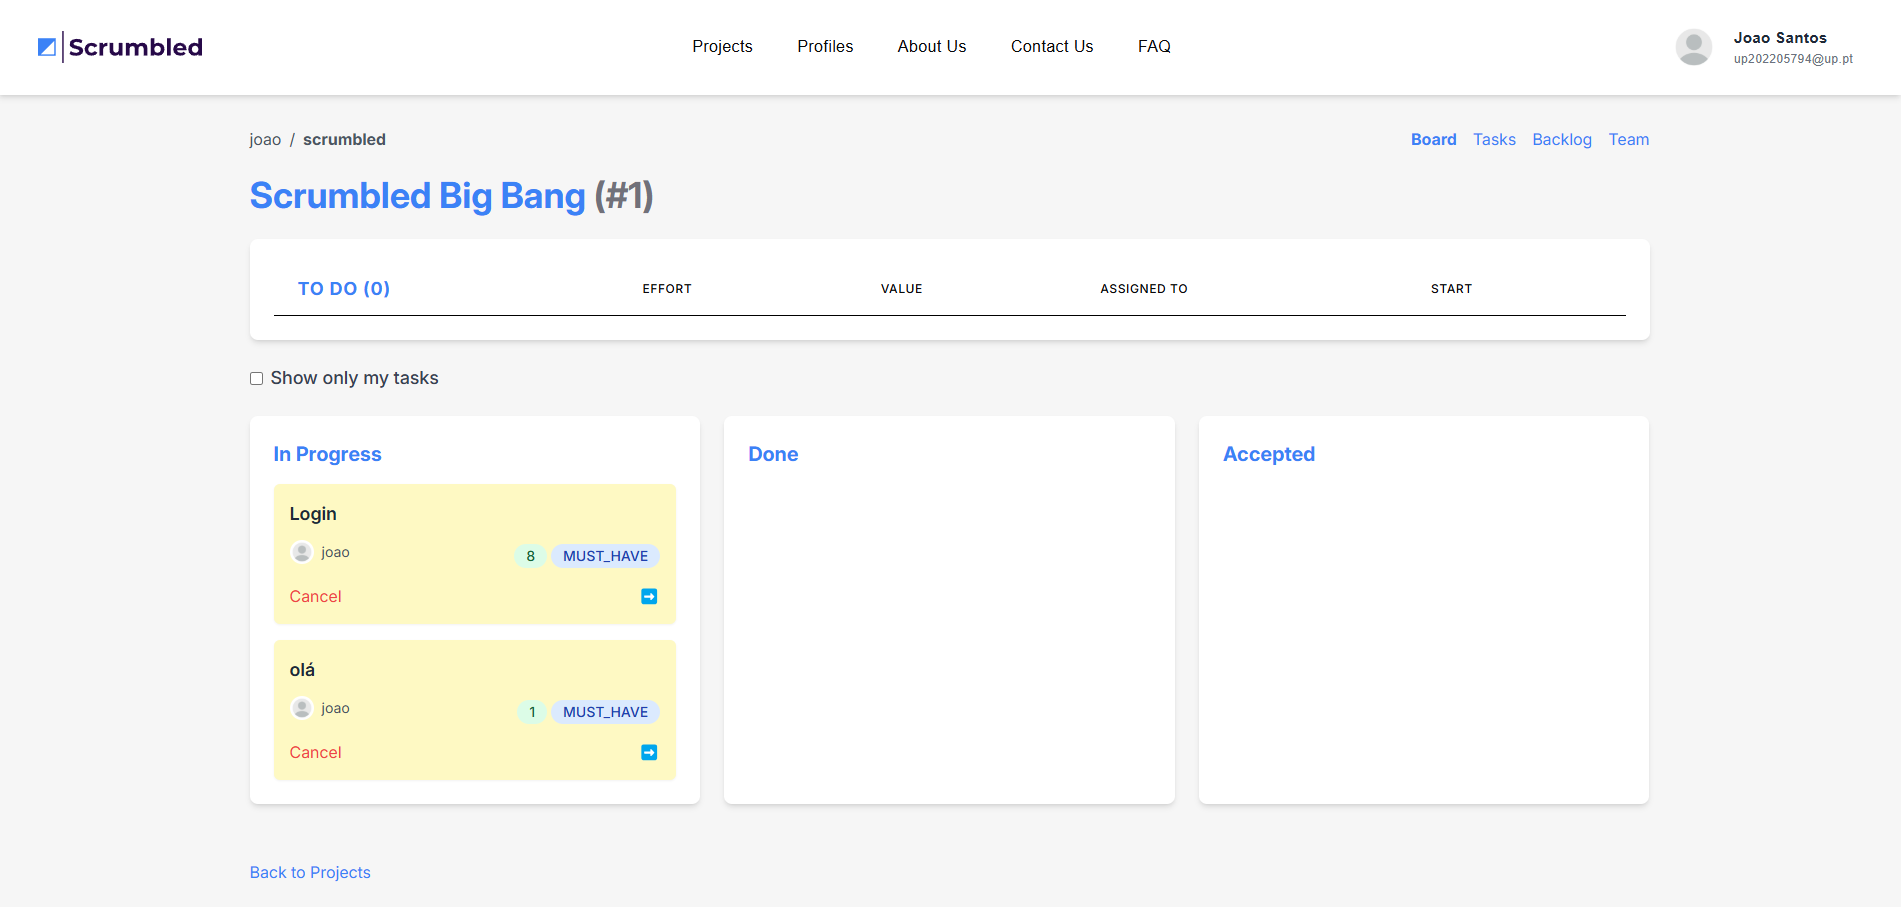 Scrumbled
Projects Profiles About Us Contact Us FAQ
Joao Santos
up202205794@up.pt
joao / scrumbled
Board Tasks Backlog Team
Scrumbled Big Bang (#1)
TO DO (0) EFFORT VALUE ASSIGNED TO START
Show only my tasks
In Progress
Login
joao
8 MUST_HAVE
Cancel
olá
joao
1 MUST_HAVE
Cancel
Done
Accepted
Back to Projects